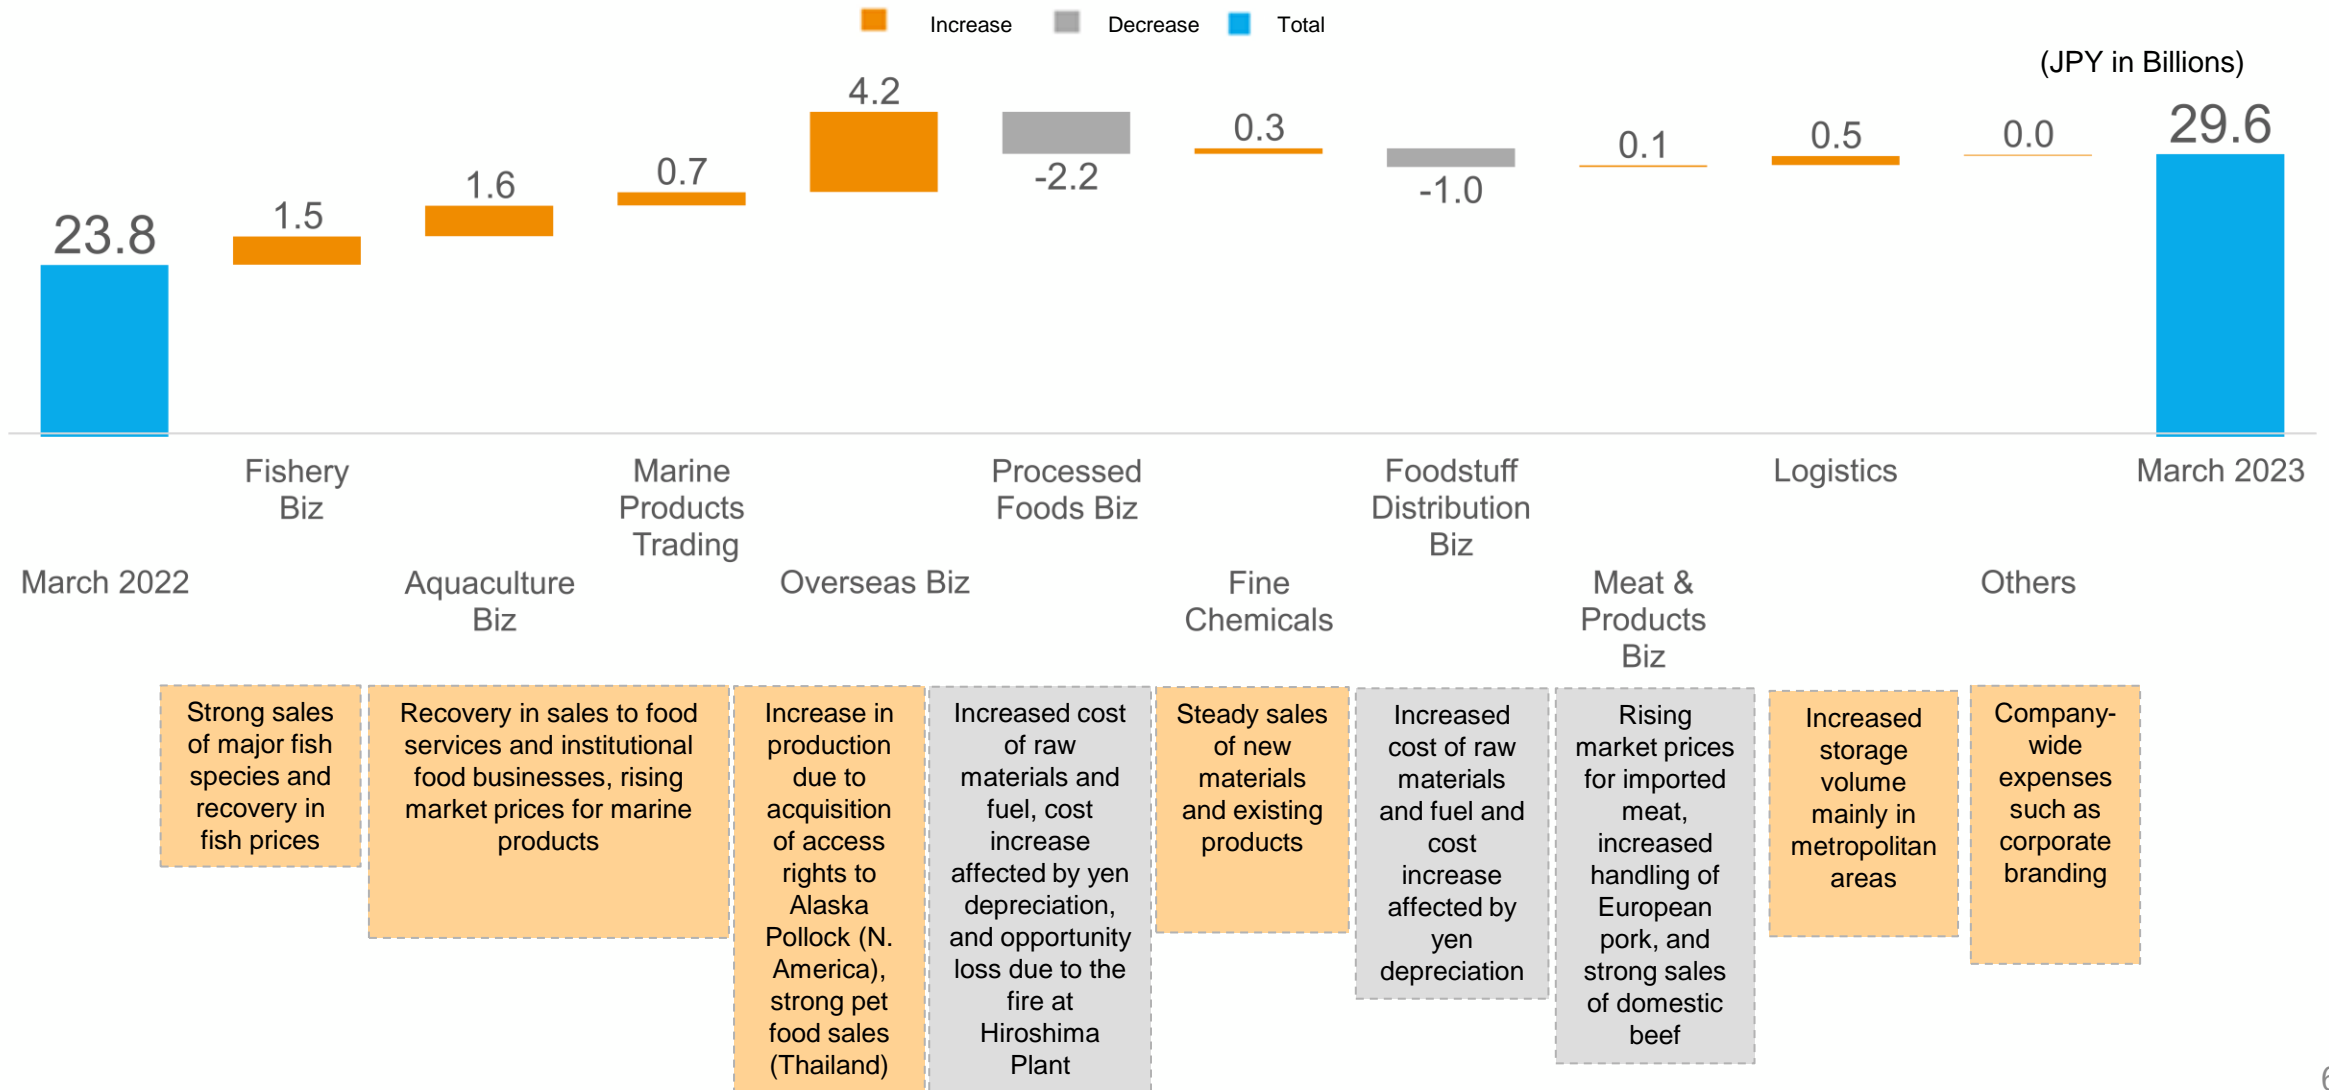 Increase
Decrease
Total
(JPY in Billions)
23.8
1.5
1.6
0.7
4.2
-2.2
0.3
-1.0
0.1
0.5
0.0
29.6
March 2022
Fishery
Biz
Aquaculture
Biz
Marine
Products
Trading
Overseas Biz
Processed
Foods Biz
Fine
Chemicals
Foodstuff
Distribution
Biz
Meat &
Products
Biz
Logistics
Others
March 2023
Strong sales
of major fish
species and
recovery in
fish prices
Recovery in sales to food
services and institutional
food businesses, rising
market prices for marine
products
Increase in
production
due to
acquisition
of access
rights to
Alaska
Pollock (N.
America),
strong pet
food sales
(Thailand)
Increased cost
of raw
materials and
fuel, cost
increase
affected by yen
depreciation,
and opportunity
loss due to the
fire at
Hiroshima
Plant
Steady sales
of new
materials
and existing
products
Increased
cost of raw
materials
and fuel and
cost
increase
affected by
yen
depreciation
Rising
market prices
for imported
meat,
increased
handling of
European
pork, and
strong sales
of domestic
beef
Increased
storage
volume
mainly in
metropolitan
areas
Company-
wide
expenses
such as
corporate
branding
6